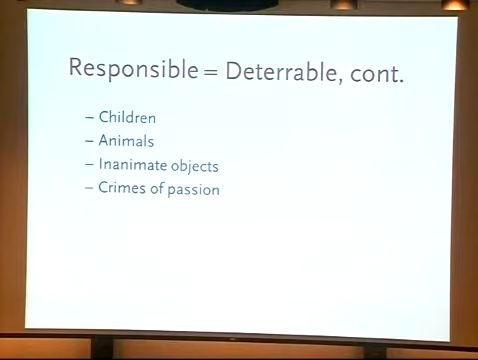 Responsible = Deterrable, cont.
– Children
– Animals
– Inanimate objects
– Crimes of passion